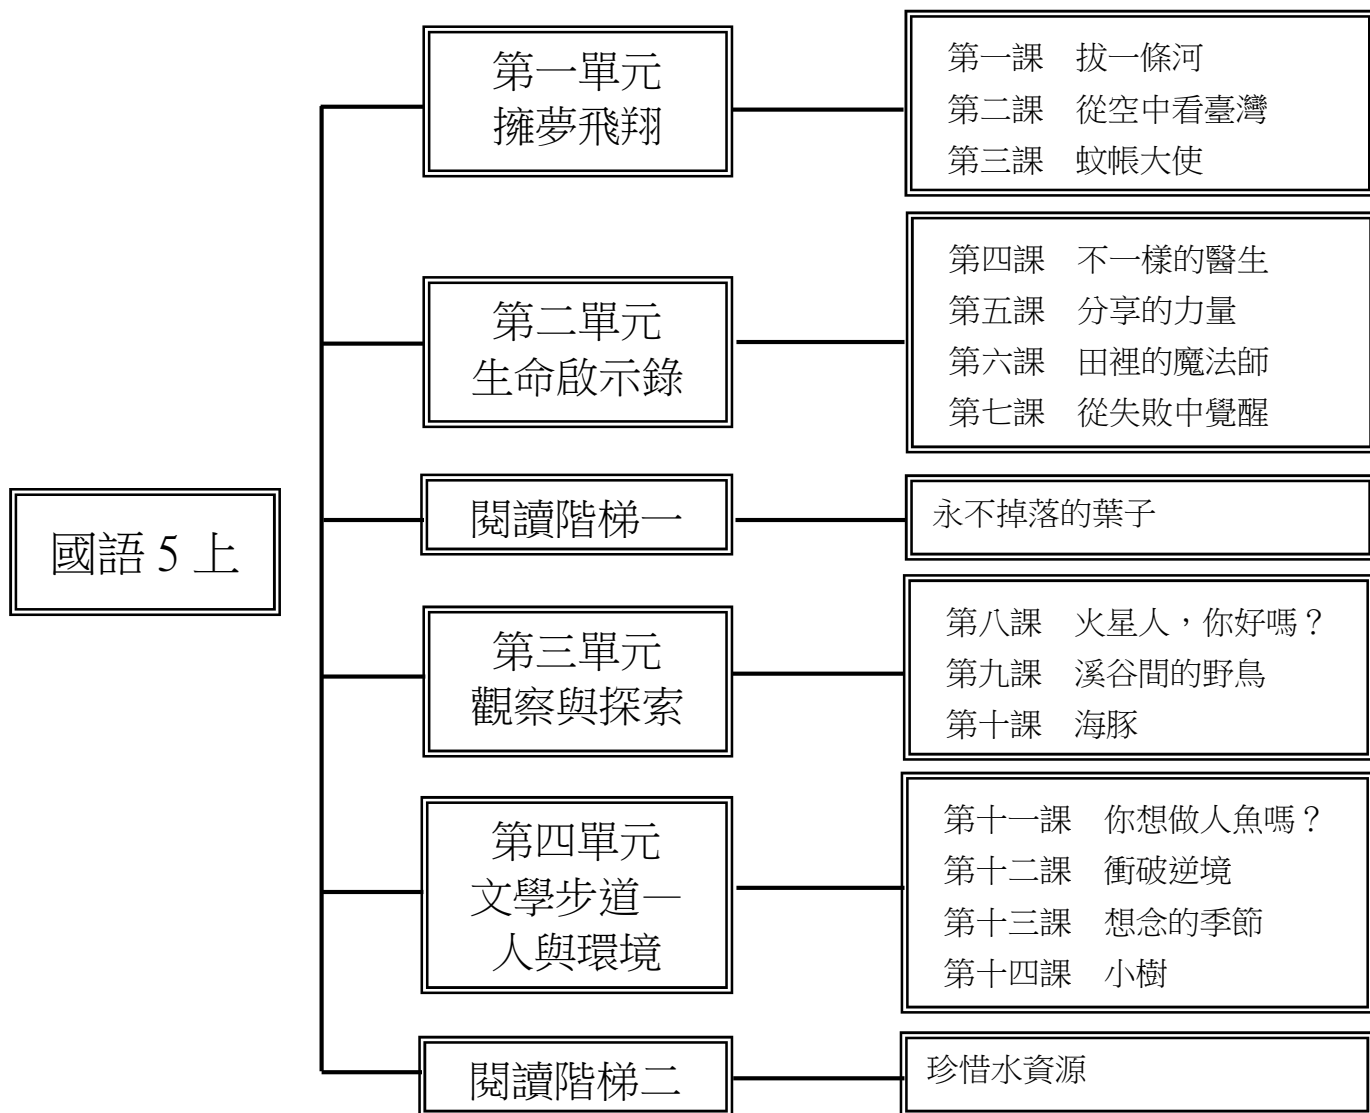 國語 5 上
第一單元
擁夢飛翔
第一課　拔一條河
第二課　從空中看臺灣
第三課　蚊帳大使
第二單元
生命啟示錄
第四課　不一樣的醫生
第五課　分享的力量
第六課　田裡的魔法師
第七課　從失敗中覺醒
閱讀階梯一
永不掉落的葉子
第三單元
觀察與探索
第八課　火星人，你好嗎？
第九課　溪谷間的野鳥
第十課　海豚
第四單元
文學步道—
人與環境
第十一課　你想做人魚嗎？
第十二課　衝破逆境
第十三課　想念的季節
第十四課　小樹
閱讀階梯二
珍惜水資源